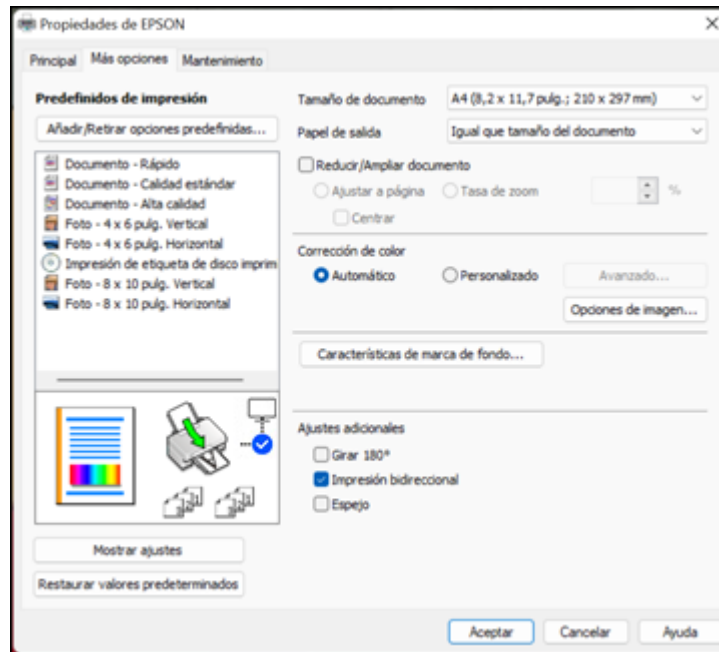 Propiedades de EPSON
Principal Más opciones Mantenimiento
Predefinidos de impresión
Añadir/Retirar opciones predefinidas...
Documento - Rápido
Documento - Calidad estándar
Documento - Alta calidad
Foto - 4 x 6 pulg. Vertical
Foto - 4 x 6 pulg. Horizontal
Impresión de etiqueta de disco imprim
Foto - 8 x 10 pulg. Vertical
Foto - 8 x 10 pulg. Horizontal
Mostrar ajustes
Restaurar valores predeterminados
Tamaño de documento A4 (8,2 x 11,7 pulg.; 210 x 297 mm)
Papel de salida Igual que tamaño del documento
Reducir/Ampliar documento
Ajustar a página Tasa de zoom %
Centrar
Corrección de color
Automático Personalizado Avanzado...
Opciones de imagen...
Características de marca de fondo...
Ajustes adicionales
Girar 180°
Impresión bidireccional
Espejo
Aceptar Cancelar Ayuda